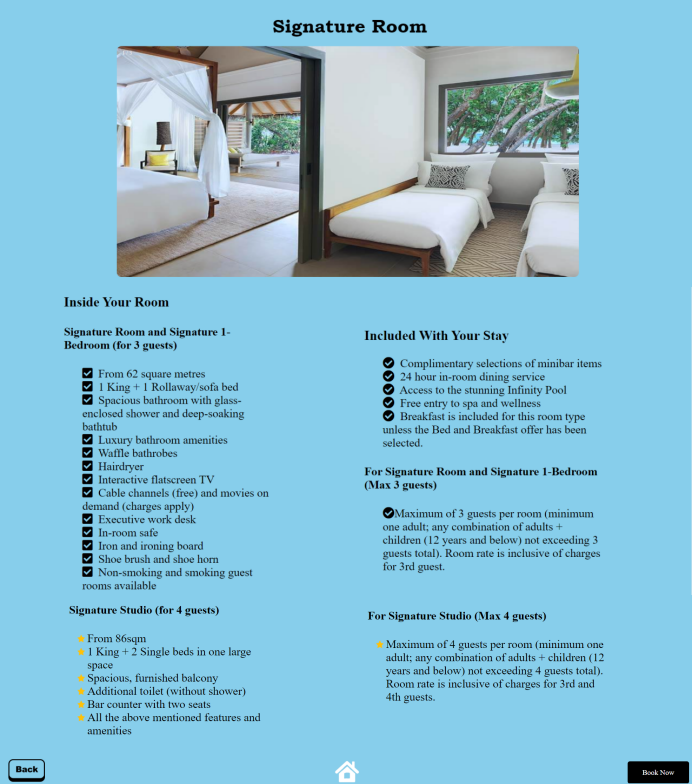 Signature Room
Inside Your Room
Signature Room and Signature 1-
Bedroom (for 3 guests)
From 62 square metres
1 King + 1 Rollaway/sofa bed
Spacious bathroom with glass-
enclosed shower and deep-soaking
bathtub
Luxury bathroom amenities
Waffle bathrobes
Hairdryer
Interactive flatscreen TV
Cable channels (free) and movies on
demand (charges apply)
Executive work desk
In-room safe
Iron and ironing board
Shoe brush and shoe horn
Non-smoking and smoking guest
rooms available
Signature Studio (for 4 guests)
From 86sqm
1 King + 2 Single beds in one large
space
Spacious, furnished balcony
Additional toilet (without shower)
Bar counter with two seats
All the above mentioned features and
amenities
Included With Your Stay
Complimentary selections of minibar items
24 hour in-room dining service
Access to the stunning Infinity Pool
Free entry to spa and wellness
Breakfast is included for this room type
unless the Bed and Breakfast offer has been
selected.
For Signature Room and Signature 1-Bedroom
(Max 3 guests)
Maximum of 3 guests per room (minimum
one adult; any combination of adults +
children (12 years and below) not exceeding 3
guests total). Room rate is inclusive of charges
for 3rd guest.
For Signature Studio (Max 4 guests)
Maximum of 4 guests per room (minimum one
adult; any combination of adults + children (12
years and below) not exceeding 4 guests total).
Room rate is inclusive of charges for 3rd and
4th guests.
Back
Book Now